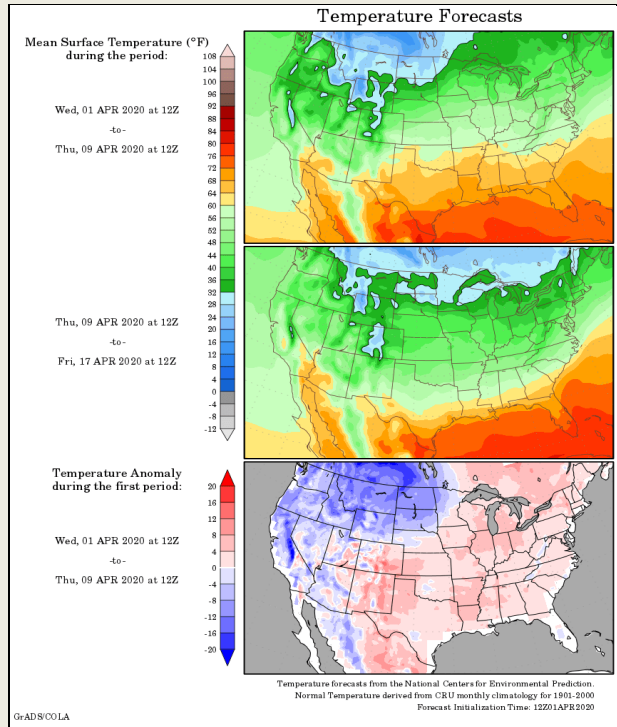 Temperature Forecasts
Mean Surface Temperature (°F)
during the period:
Wed, 01 APR 2020 at 12Z
-to-
Thu, 09 APR 2020 at 12Z
108
104
100
96
92
88
84
80
76
72
68
64
60
56
52
48
44
40
36
32
28
24
20
16
12
8
4
0
-4
-8
-12
Thu, 09 APR 2020 at 12Z
-to-
Fri, 17 APR 2020 at 12Z
Temperature Anomaly
during the first period:
Wed, 01 APR 2020 at 12Z
-to-
Thu, 09 APR 2020 at 12Z
20
16
12
8
4
0
-4
-8
-12
-16
-20
Temperature forecasts from the National Centers for Environmental Prediction.
Normal Temperature derived from CRU monthly climatology for 1901-2000
Forecast Initialization Time: 12Z01APR2020
GrADS/COLA